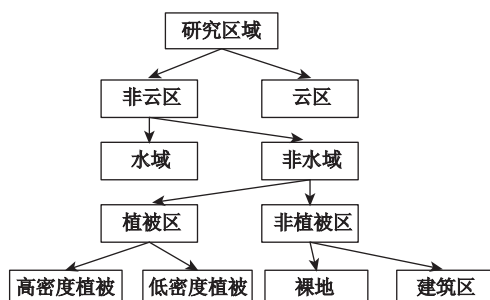 研究区域
非云区
云区
水域
非水域
植被区
非植被区
高密度植被
低密度植被
裸地
建筑区